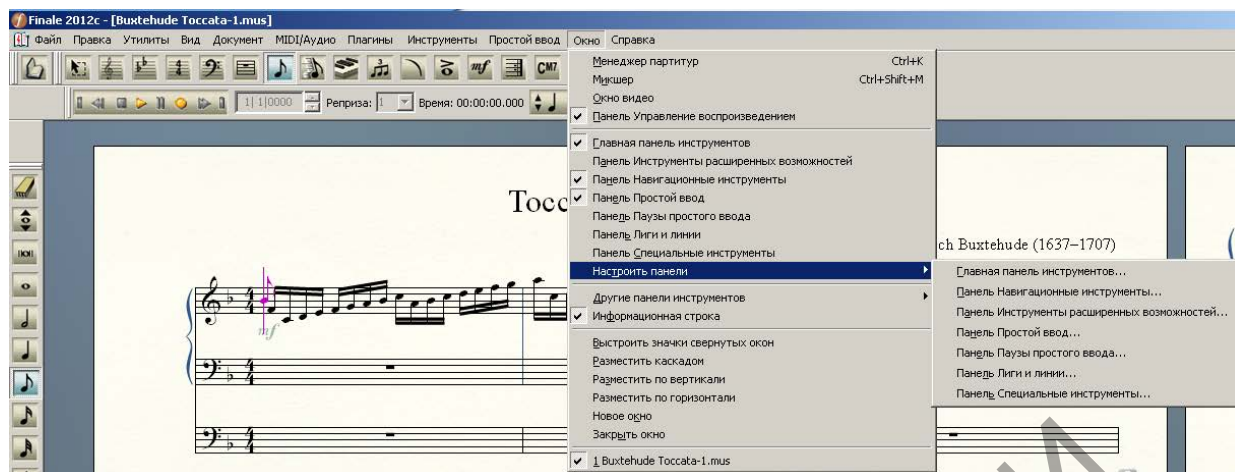 Finale 2012c - [Buxtehude Toccata-1.mus]
Файл Правка Утилиты Вид Документ MIDI/Аудио Плагины Инструменты Простой ввод Окно Справка
CM7
1| 1|0000 Реприза: 1 Время: 00:00:00.000
Менеджер партитур Ctrl+K
Микшер Ctrl+Shift+M
Окно видео
Панель Управление воспроизведением
Главная панель инструментов
Панель Инструменты расширенных возможностей
Панель Навигационные инструменты
Панель Простой ввод
Панель Паузы простого ввода
Панель Лиги и линии
Панель Специальные инструменты
Настроить панели
Другие панели инструментов
Информационная строка
Выстроить значки свернутых окон
Разместить каскадом
Разместить по вертикали
Разместить по горизонтали
Новое окно
Закрыть окно
1 Buxtehude Toccata-1.mus
Главная панель инструментов...
Панель Навигационные инструменты...
Панель Инструменты расширенных возможностей...
Панель Простой ввод...
Панель Паузы простого ввода...
Панель Лиги и линии...
Панель Специальные инструменты...
Tocc
ch Buxtehude (1637–1707)
mf